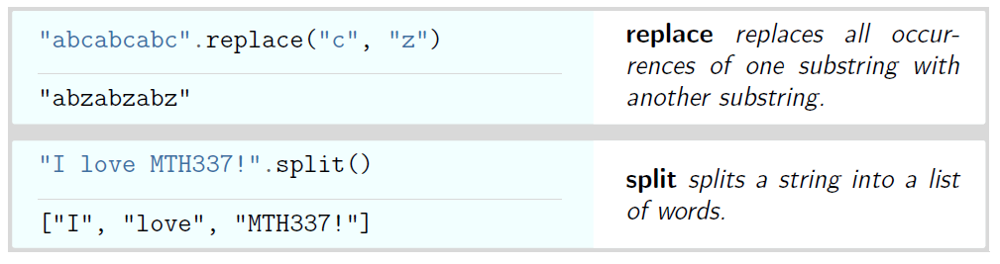 "abcabcabc".replace("c", "z")
"abzabzabz"
replace replaces all occur-
rences of one substring with
another substring.
"I love MTH337!".split()
["I", "love", "MTH337!"]
split splits a string into a list
of words.